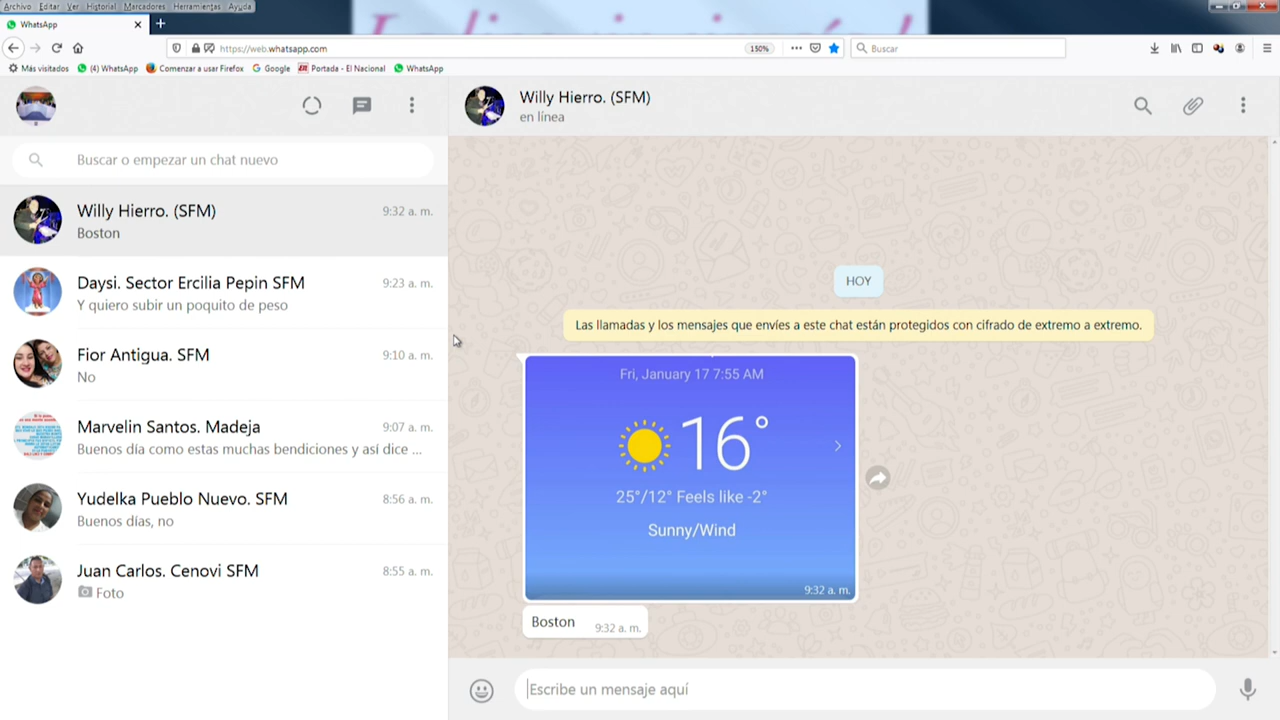 Archivo Editar Ver Historial Marcadores Herramientas Ayuda
WhatsApp
https://web.whatsapp.com
150%
Buscar
Más visitados (4) WhatsApp Comenzar a usar Firefox Google Portada - El Nacional WhatsApp
Buscar o empezar un chat nuevo
Willy Hierro. (SFM) 9:32 a. m.
Boston
Daysi. Sector Ercilia Pepin SFM 9:23 a. m.
Y quiero subir un poquito de peso
Fior Antigua. SFM 9:10 a. m.
No
Marvelin Santos. Madeja 9:07 a. m.
Buenos día como estas muchas bendiciones y así dice ...
Yudelka Pueblo Nuevo. SFM 8:56 a. m.
Buenos días, no
Juan Carlos. Cenovi SFM 8:55 a. m.
Foto
Willy Hierro. (SFM)
en línea
HOY
Las llamadas y los mensajes que envíes a este chat están protegidos con cifrado de extremo a extremo.
Fri, January 17 7:55 AM
16°
25°/12° Feels like -2°
Sunny/Wind
9:32 a. m.
Boston 9:32 a. m.
Escribe un mensaje aquí